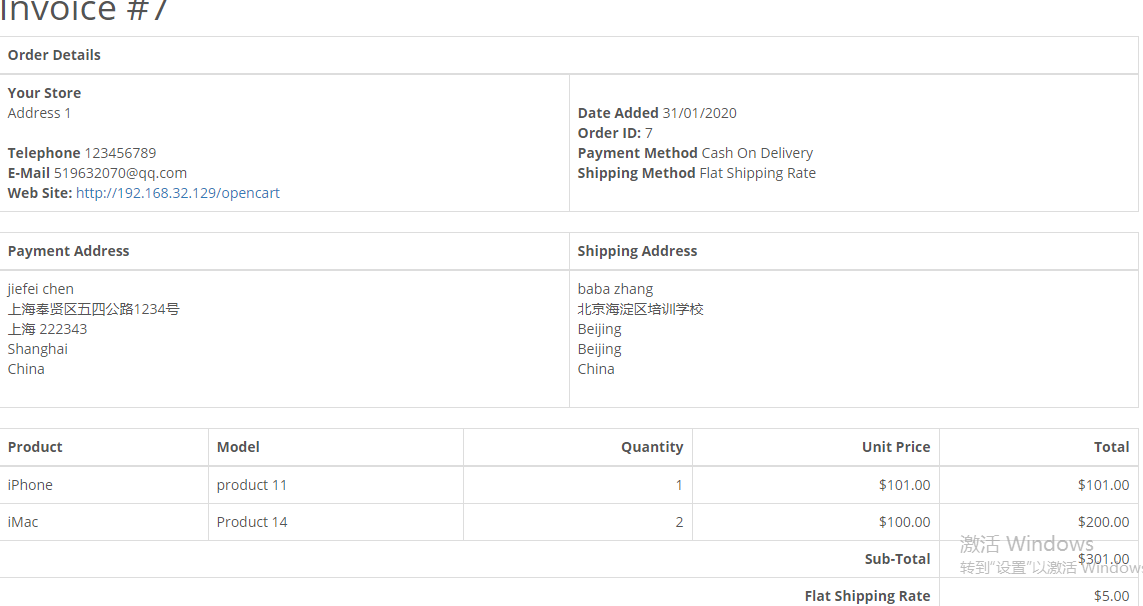 Invoice #7
Order Details
Your Store
Address 1
Telephone 123456789
E-Mail 519632070@qq.com
Web Site: http://192.168.32.129/opencart
Date Added 31/01/2020
Order ID: 7
Payment Method Cash On Delivery
Shipping Method Flat Shipping Rate
Payment Address
jiefei chen
上海奉贤区五四公路1234号
上海 222343
Shanghai
China
Shipping Address
baba zhang
北京海淀区培训学校
Beijing
Beijing
China
Product Model Quantity Unit Price Total
iPhone product 11 1 $101.00 $101.00
iMac Product 14 2 $100.00 $200.00
Sub-Total $301.00
Flat Shipping Rate $5.00
激活 Windows
转到“设置”以激活 Windows